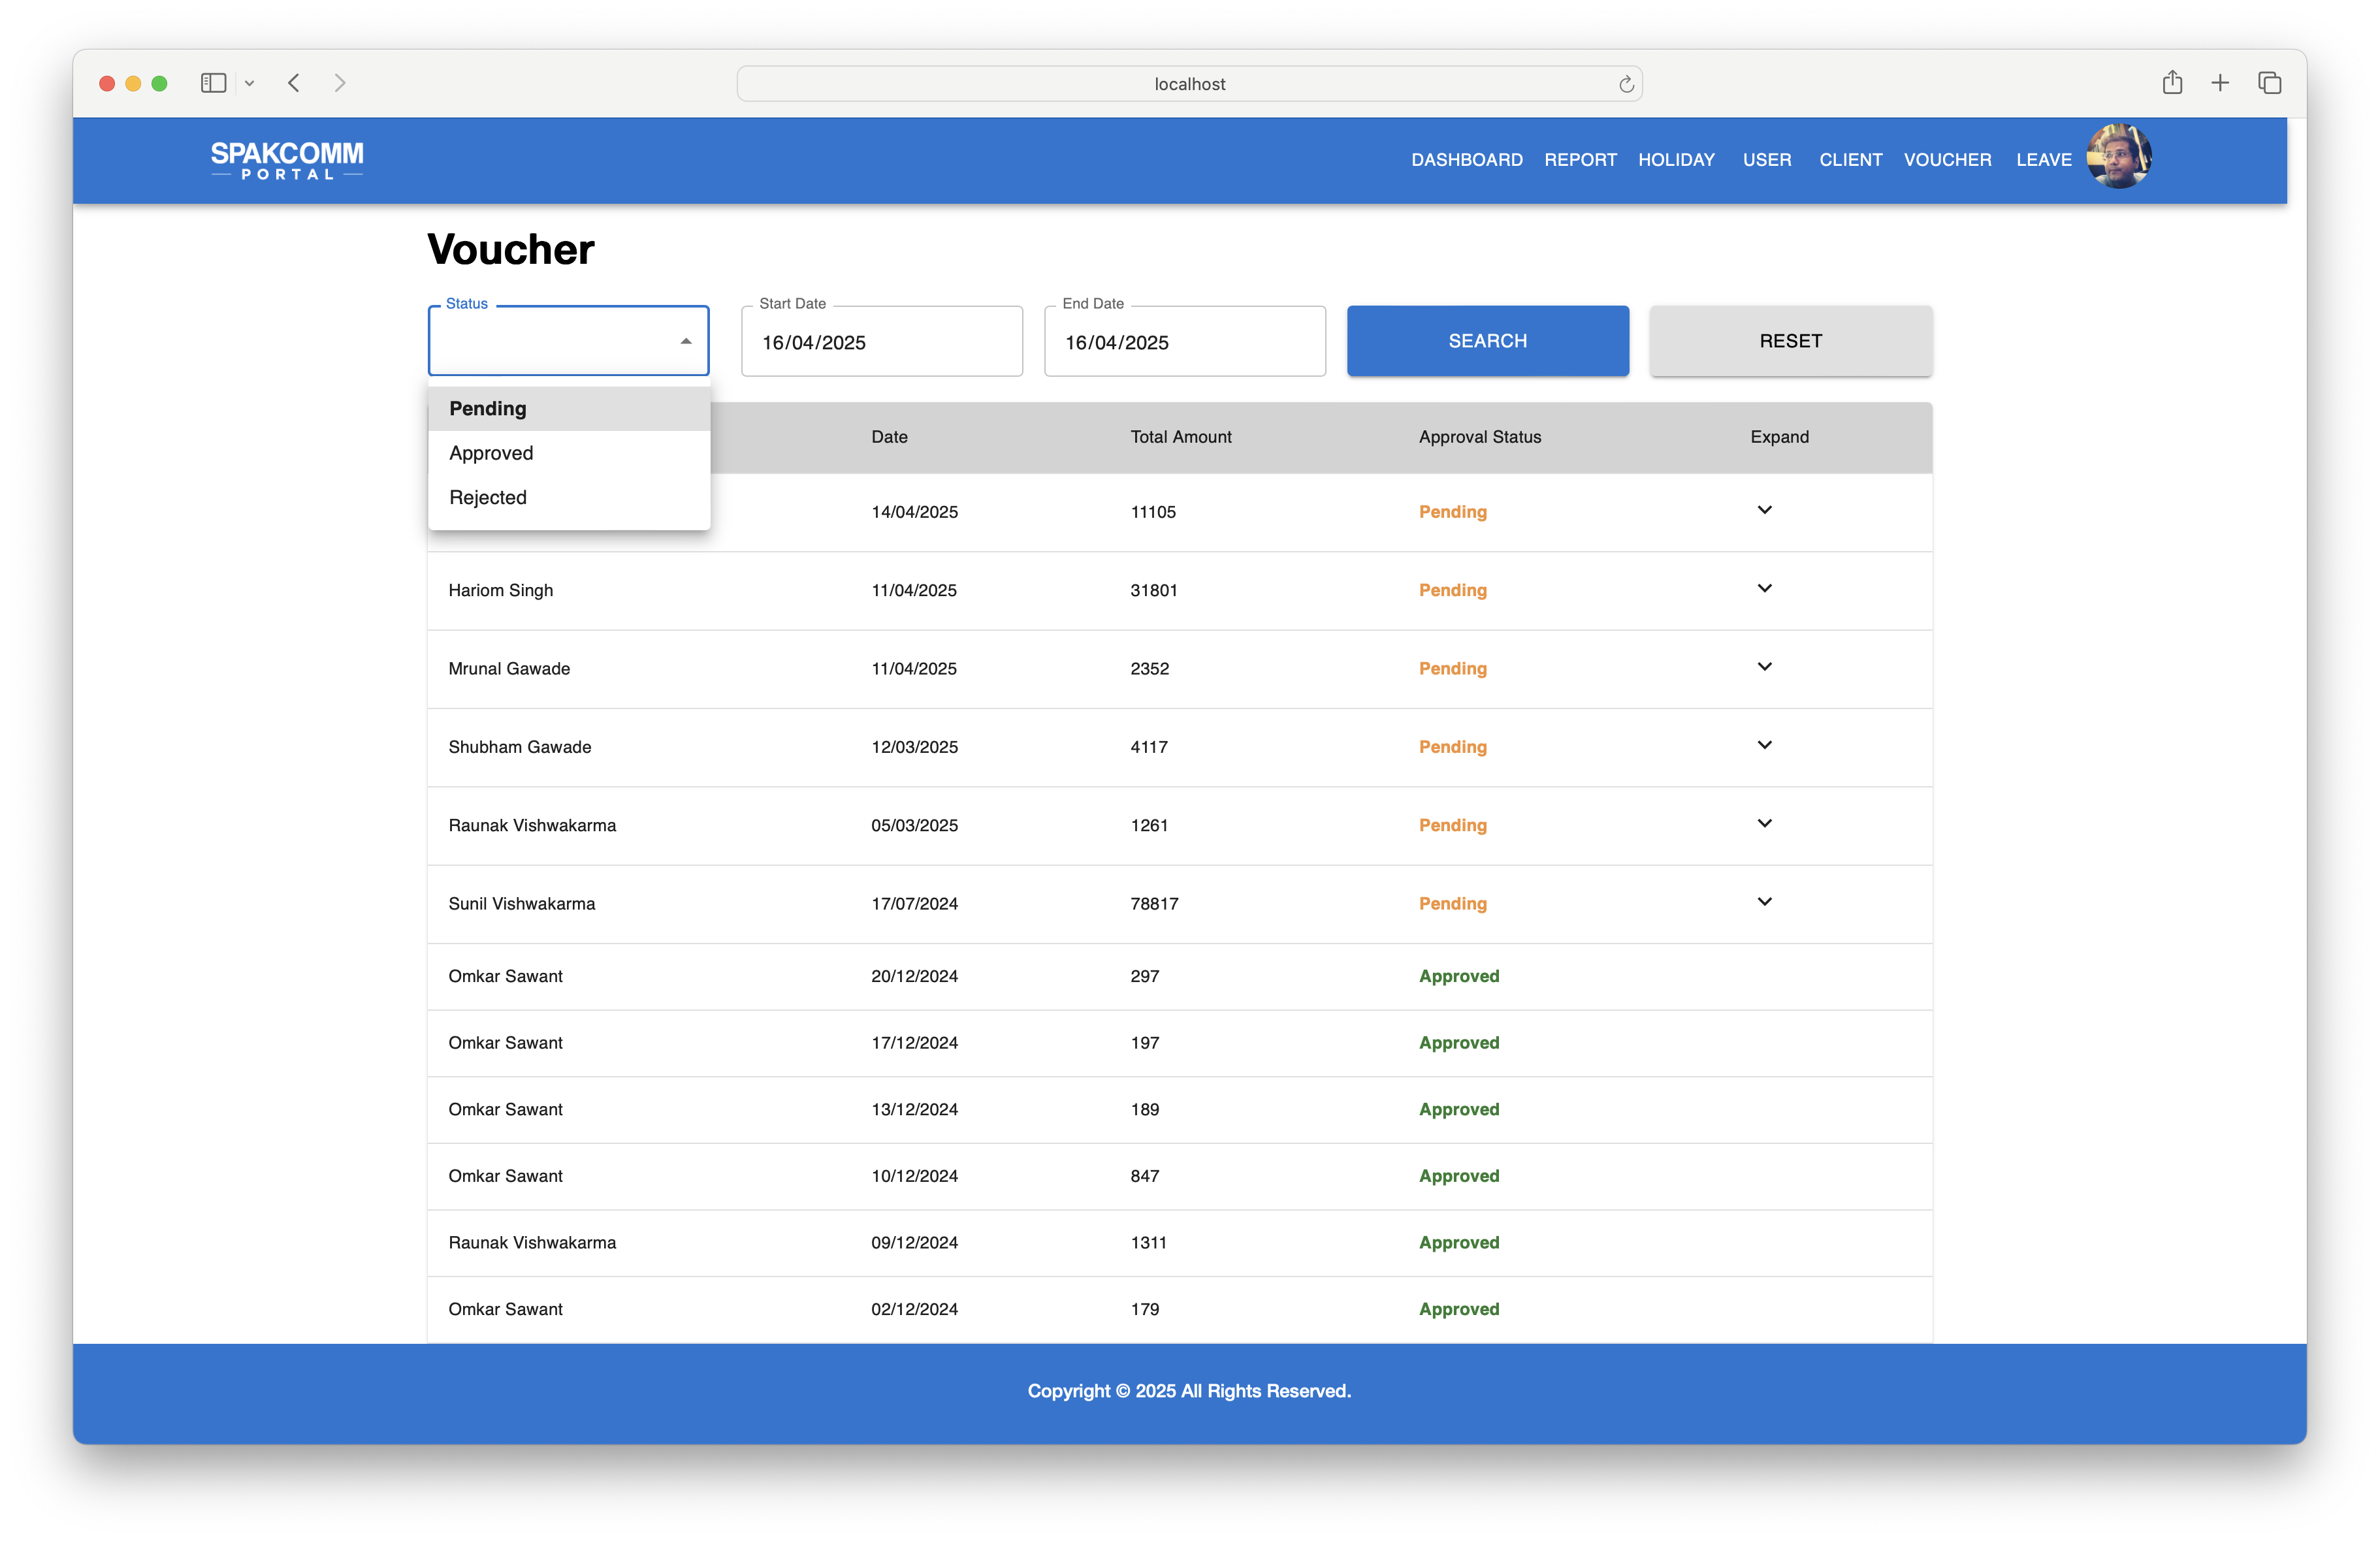 localhost
SPAKCOMM
PORTAL
DASHBOARD REPORT HOLIDAY USER CLIENT VOUCHER LEAVE
Voucher
Status Start Date End Date
16/04/2025 16/04/2025 SEARCH RESET
Pending
Approved
Rejected
Date Total Amount Approval Status Expand
14/04/2025 11105 Pending
Hariom Singh 11/04/2025 31801 Pending
Mrunal Gawade 11/04/2025 2352 Pending
Shubham Gawade 12/03/2025 4117 Pending
Raunak Vishwakarma 05/03/2025 1261 Pending
Sunil Vishwakarma 17/07/2024 78817 Pending
Omkar Sawant 20/12/2024 297 Approved
Omkar Sawant 17/12/2024 197 Approved
Omkar Sawant 13/12/2024 189 Approved
Omkar Sawant 10/12/2024 847 Approved
Raunak Vishwakarma 09/12/2024 1311 Approved
Omkar Sawant 02/12/2024 179 Approved
Copyright © 2025 All Rights Reserved.